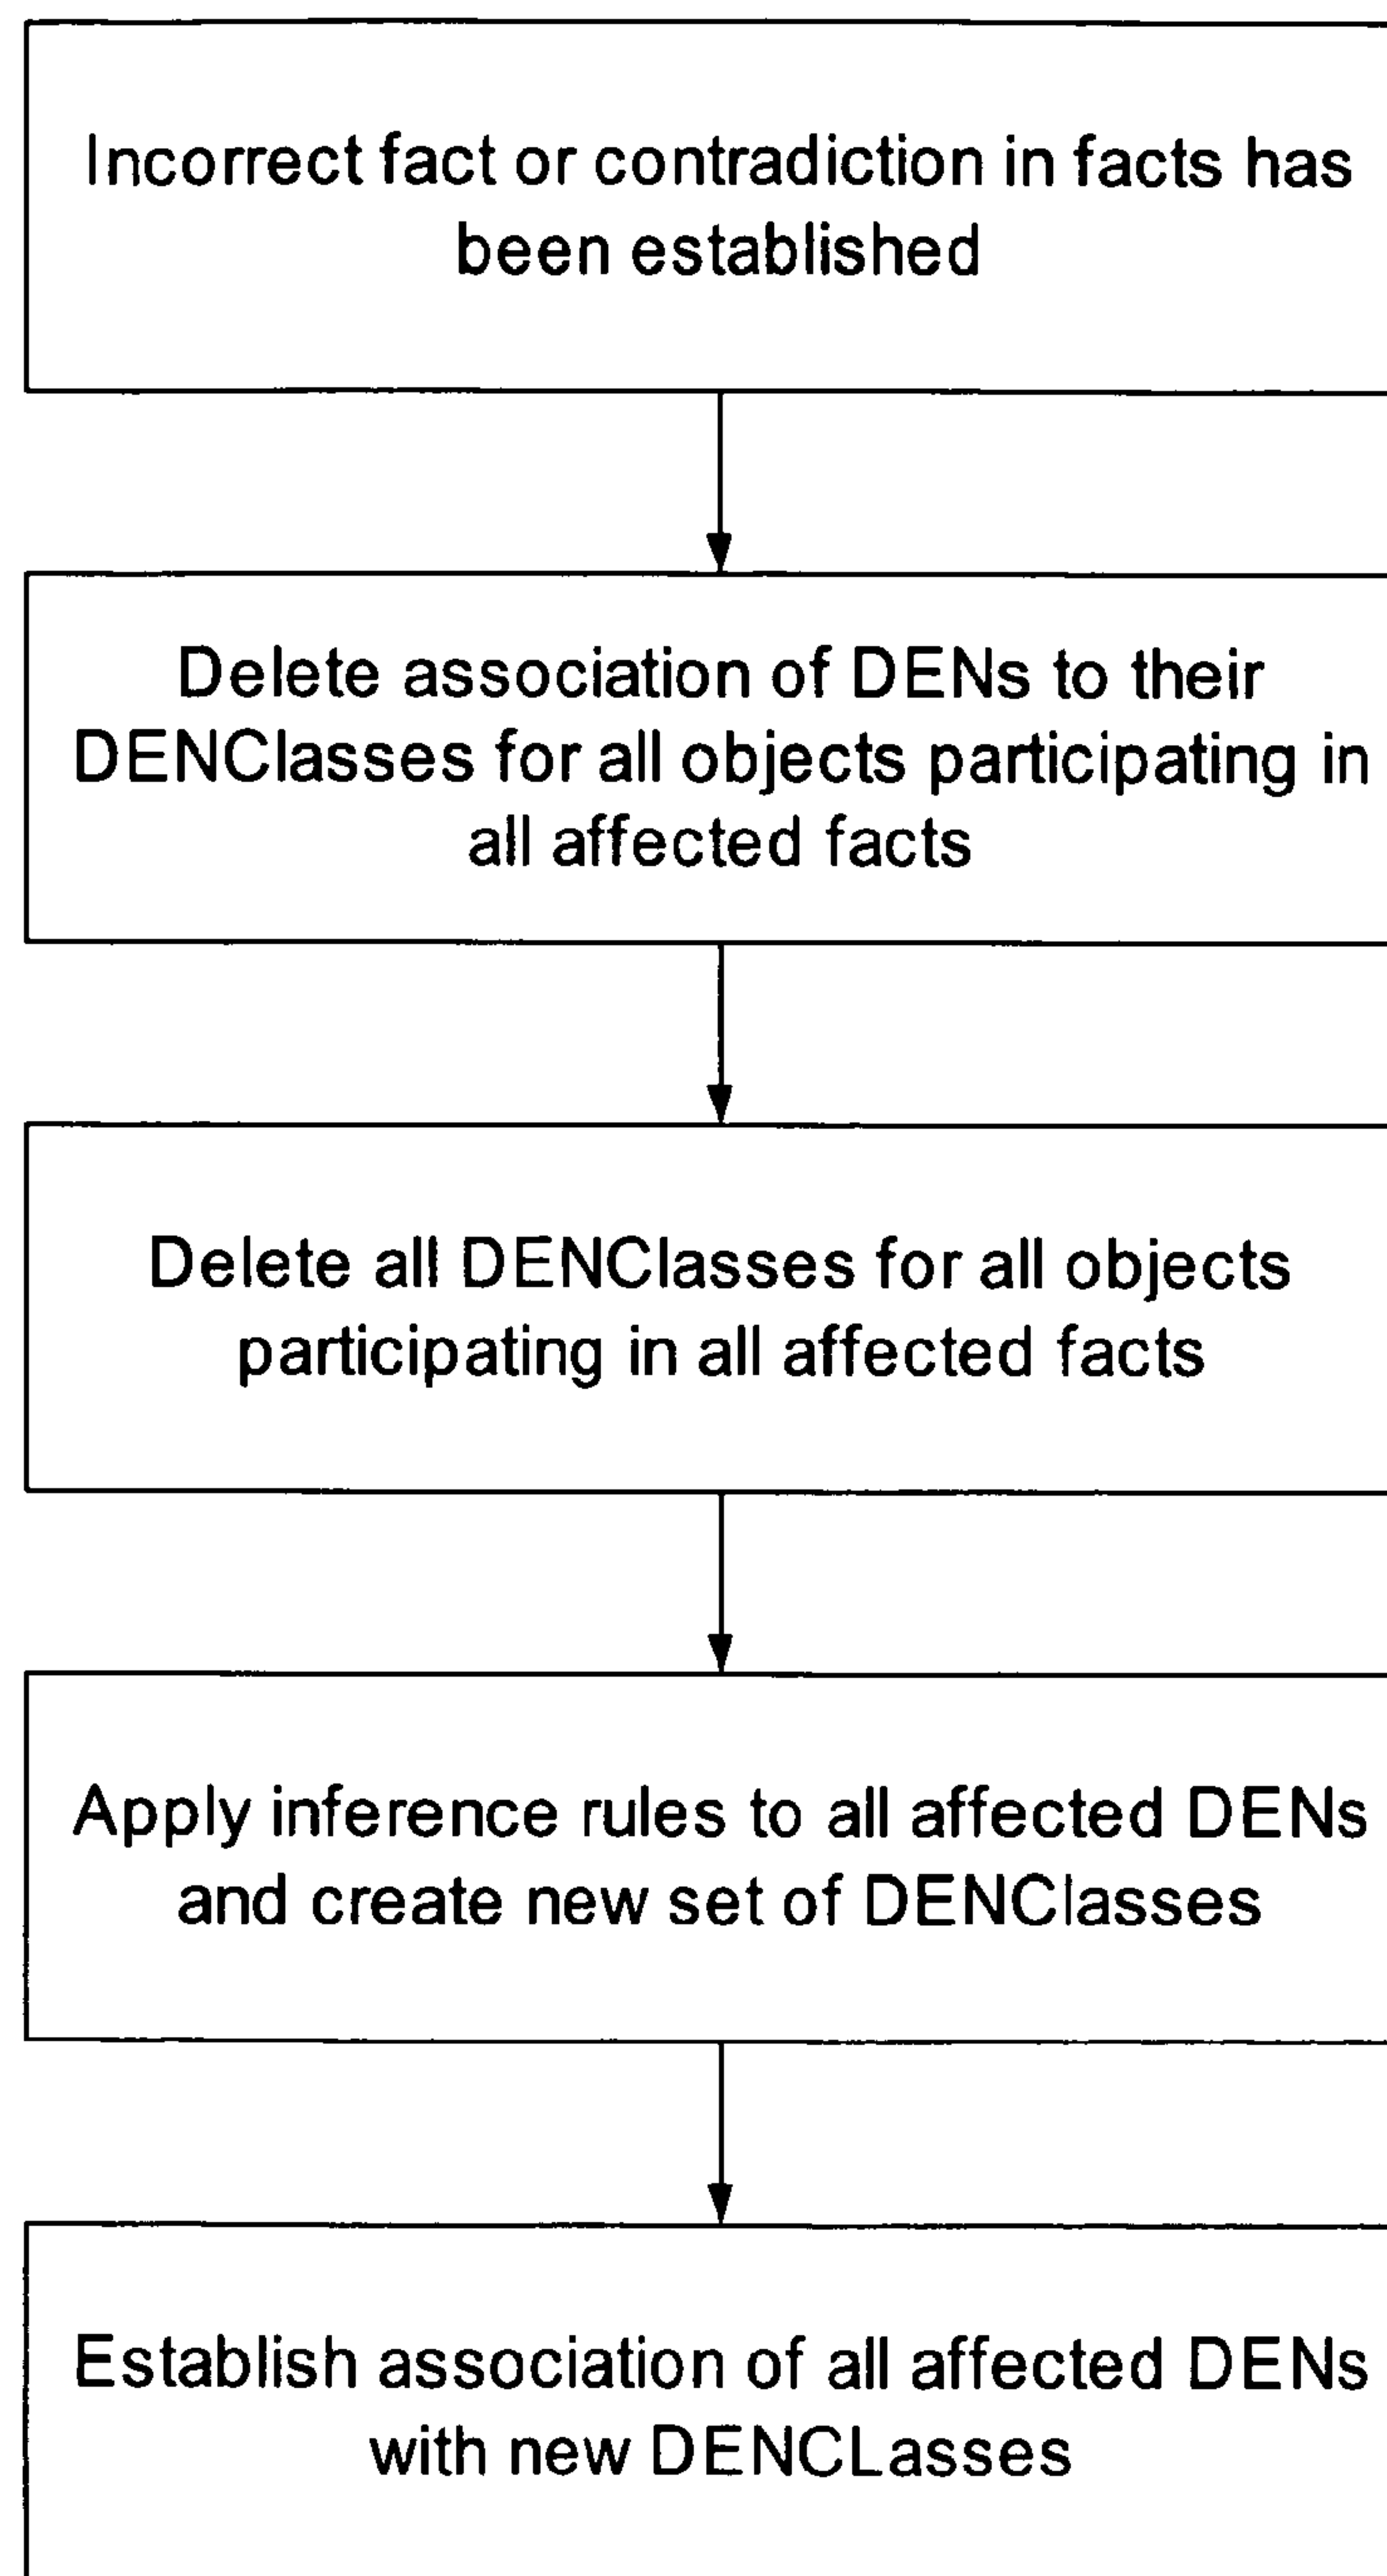 Incorrect fact or contradiction in facts has
been established
Delete association of DENs to their
DENClasses for all objects participating in
all affected facts
Delete all DENClasses for all objects
participating in all affected facts
Apply inference rules to all affected DENs
and create new set of DENClasses
Establish association of all affected DENs
with new DENCLasses